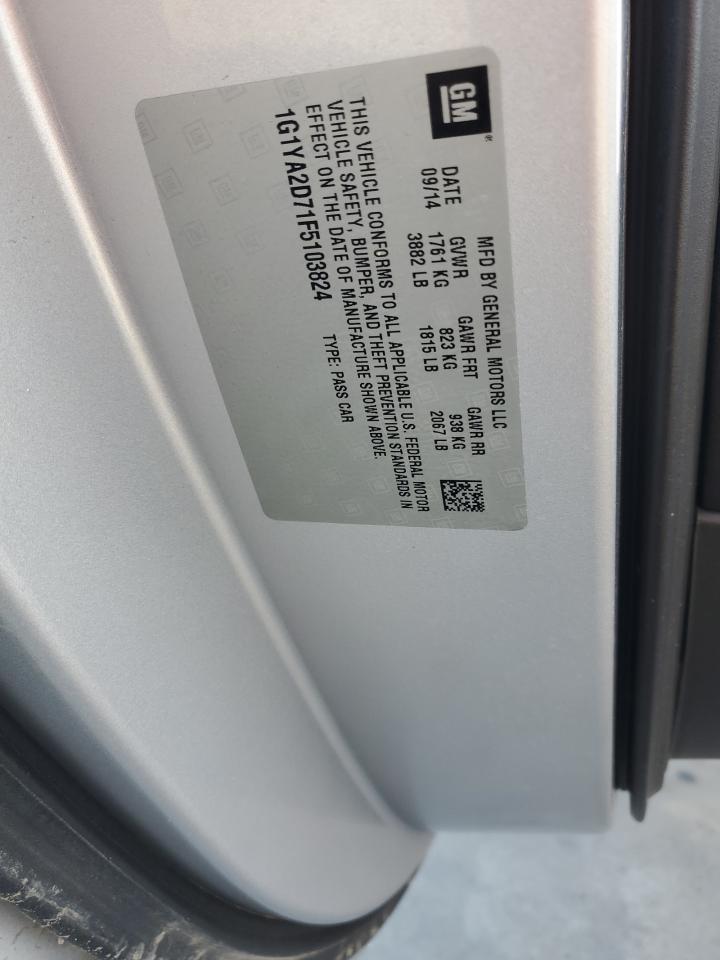 GM
MFD BY GENERAL MOTORS LLC
DATE GVWR GAWR FRT GAWR RR
09/14 1761 KG 823 KG 938 KG
3882 LB 1815 LB 2067 LB
THIS VEHICLE CONFORMS TO ALL APPLICABLE U.S. FEDERAL MOTOR
VEHICLE SAFETY, BUMPER, AND THEFT PREVENTION STANDARDS IN
EFFECT ON THE DATE OF MANUFACTURE SHOWN ABOVE.
1G1YA2D71F5103824 TYPE: PASS CAR